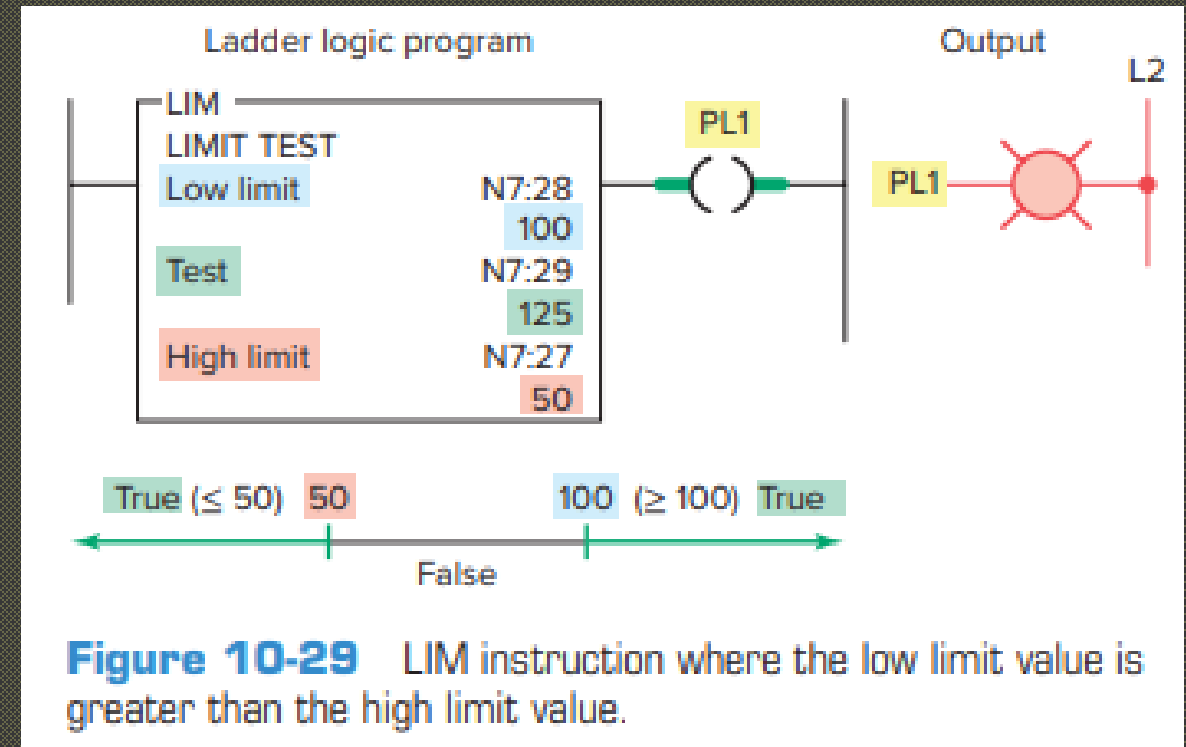 Ladder logic program
Output
L2
LIM
LIMIT TEST
PL1
PL1
Low limit N7:28
100
Test N7:29
125
High limit N7:27
50
True (≤ 50) 50 100 (≥ 100) True
False
Figure 10-29 LIM instruction where the low limit value is
greater than the high limit value.